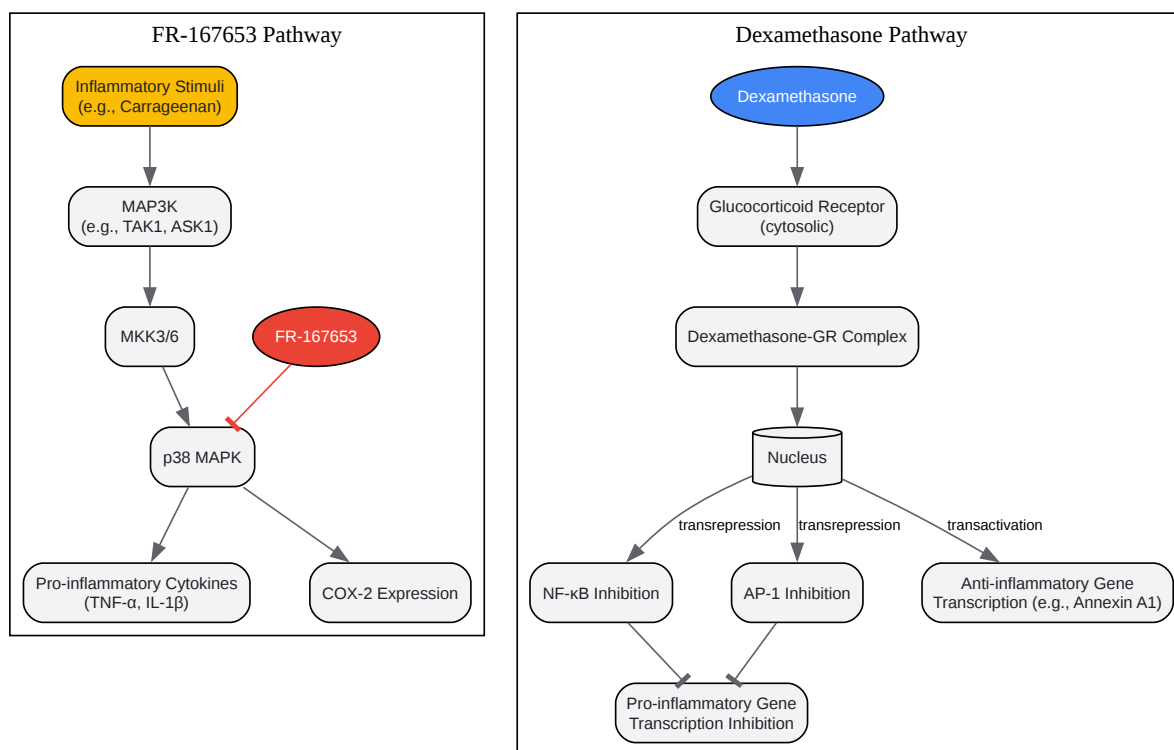 FR-167653 Pathway
Inflammatory Stimuli
(e.g., Carrageenan)
MAP3K
(e.g., TAK1, ASK1)
MKK3/6
FR-167653
p38 MAPK
Pro-inflammatory Cytokines
(TNF-α, IL-1β)
COX-2 Expression
Dexamethasone Pathway
Dexamethasone
Glucocorticoid Receptor
(cytosolic)
Dexamethasone-GR Complex
Nucleus
transrepression
transrepression
transactivation
NF-κB Inhibition
AP-1 Inhibition
Anti-inflammatory Gene
Transcription (e.g., Annexin A1)
Pro-inflammatory Gene
Transcription Inhibition